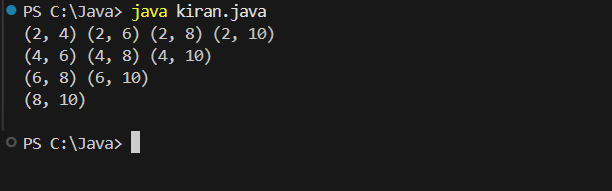 PS C:\Java> java kiran.java
(2, 4) (2, 6) (2, 8) (2, 10)
(4, 6) (4, 8) (4, 10)
(6, 8) (6, 10)
(8, 10)
PS C:\Java>